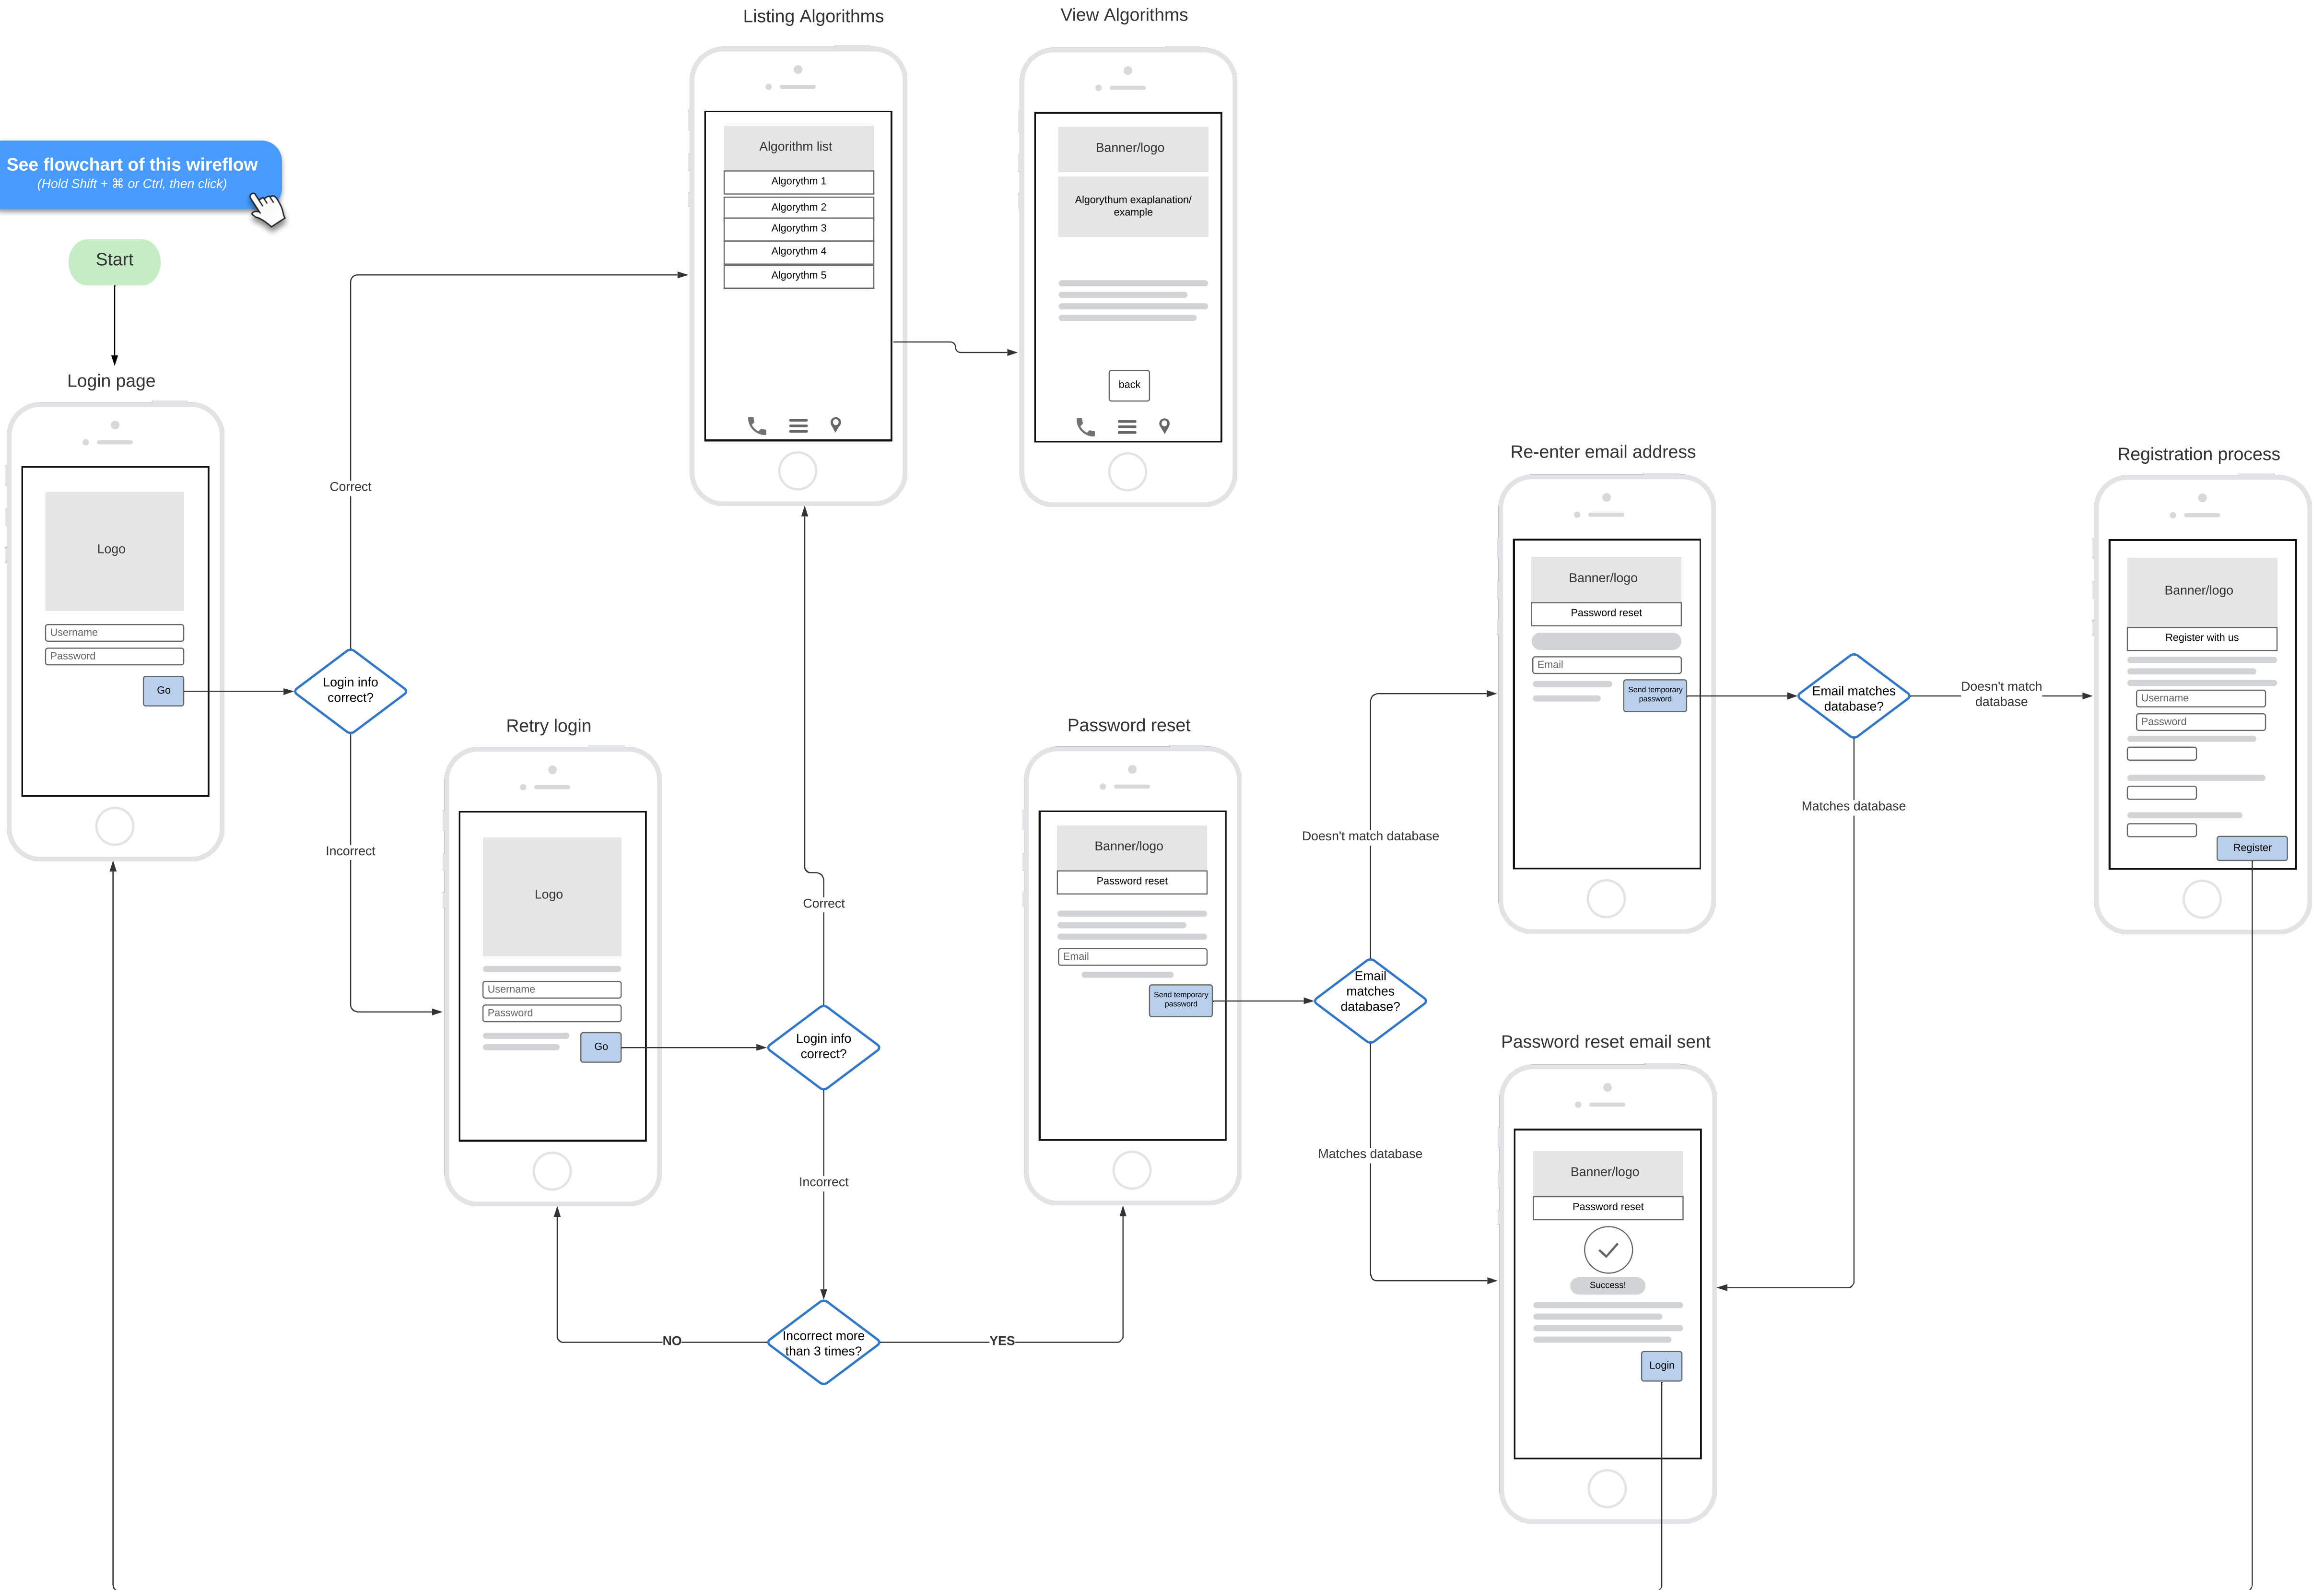 Listing Algorithms
View Algorithms
See flowchart of this wireflow
(Hold Shift + ⌘ or Ctrl, then click)
Start
Algorithm list
Algorythm 1
Algorythm 2
Algorythm 3
Algorythm 4
Algorythm 5
Banner/logo
Algorythum exaplanation/
example
back
Login page
Logo
Username
Password
Go
Correct
Login info
correct?
Incorrect
Retry login
Logo
Username
Password
Go
Correct
Login info
correct?
Incorrect
Incorrect more
than 3 times?
NO
YES
Password reset
Banner/logo
Password reset
Email
Send temporary
password
Doesn't match database
Email
matches
database?
Matches database
Re-enter email address
Banner/logo
Password reset
Email
Send temporary
password
Email matches
database?
Doesn't match
database
Matches database
Password reset email sent
Banner/logo
Password reset
Success!
Login
Registration process
Banner/logo
Register with us
Username
Password
Register